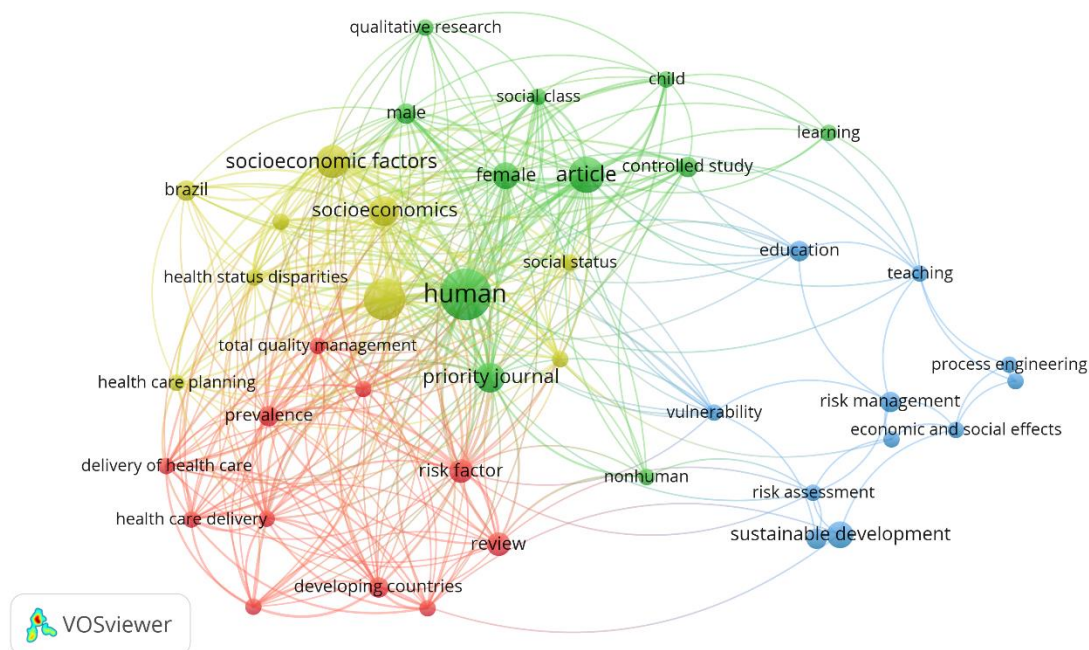 qualitative research
child
social class
male
learning
socioeconomic factors
female
article
controlled study
brazil
socioeconomics
education
health status disparities
social status
teaching
human
total quality management
process engineering
health care planning
priority journal
risk management
prevalence
vulnerability
economic and social effects
delivery of health care
risk factor
nonhuman
risk assessment
health care delivery
sustainable development
review
developing countries
VOSviewer